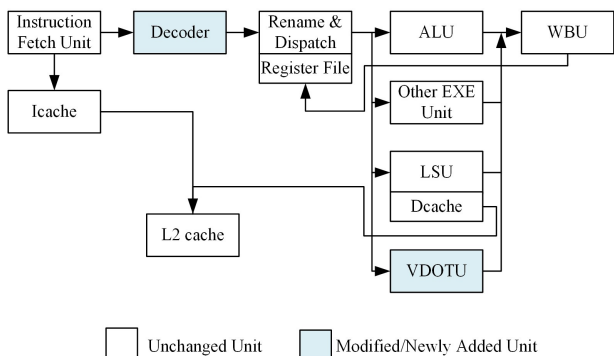 Instruction
Fetch Unit
Decoder
Rename &
Dispatch
Register File
ALU
WBU
Icache
Other EXE
Unit
LSU
Dcache
L2 cache
VDOTU
Unchanged Unit
Modified/Newly Added Unit